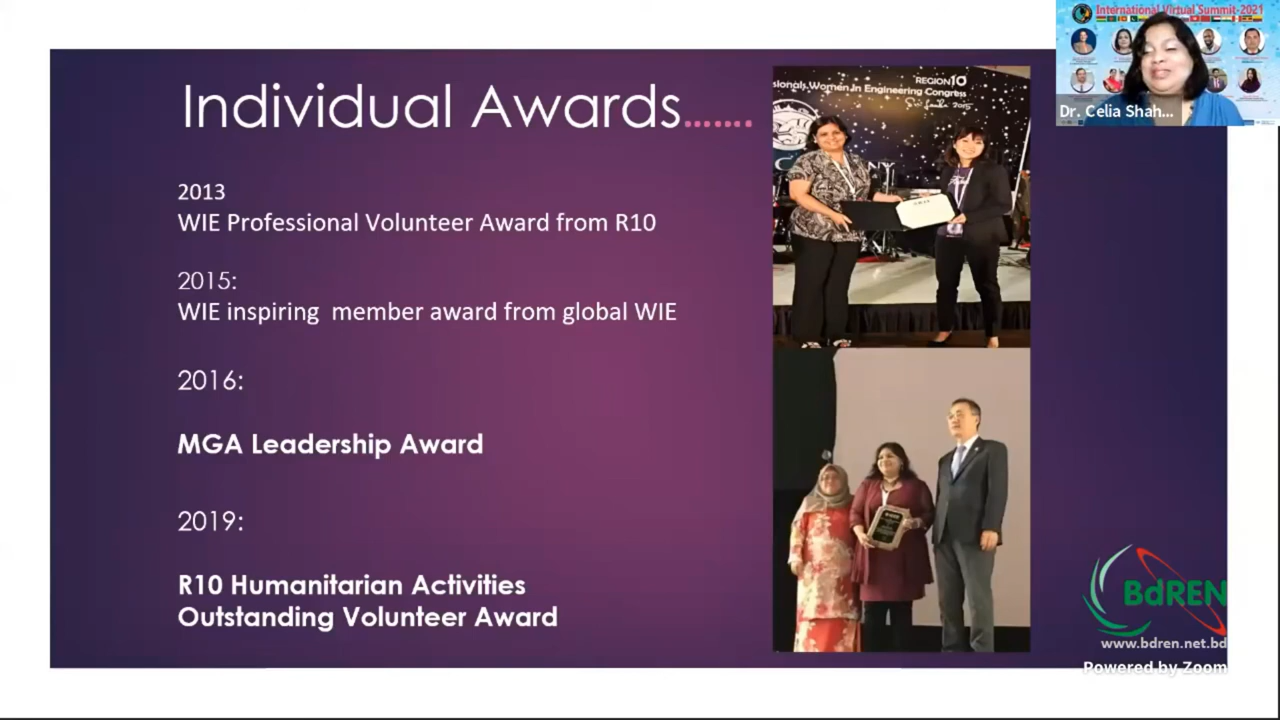 Individual Awards.......
2013
WIE Professional Volunteer Award from R10
2015:
WIE inspiring  member award from global WIE
2016:
MGA Leadership Award
2019:
R10 Humanitarian Activities
Outstanding Volunteer Award
REGION10
sionals, Women in Engineering Congress
International Virtual Summit-2021
Dr. Celia Shah...
BdREN
www.bdren.net.bd
Powered by Zoom